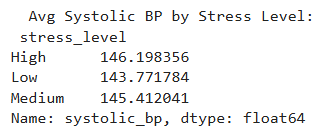 Avg Systolic BP by Stress Level:
stress_level
High      146.198356
Low       143.771784
Medium    145.412041
Name: systolic_bp, dtype: float64